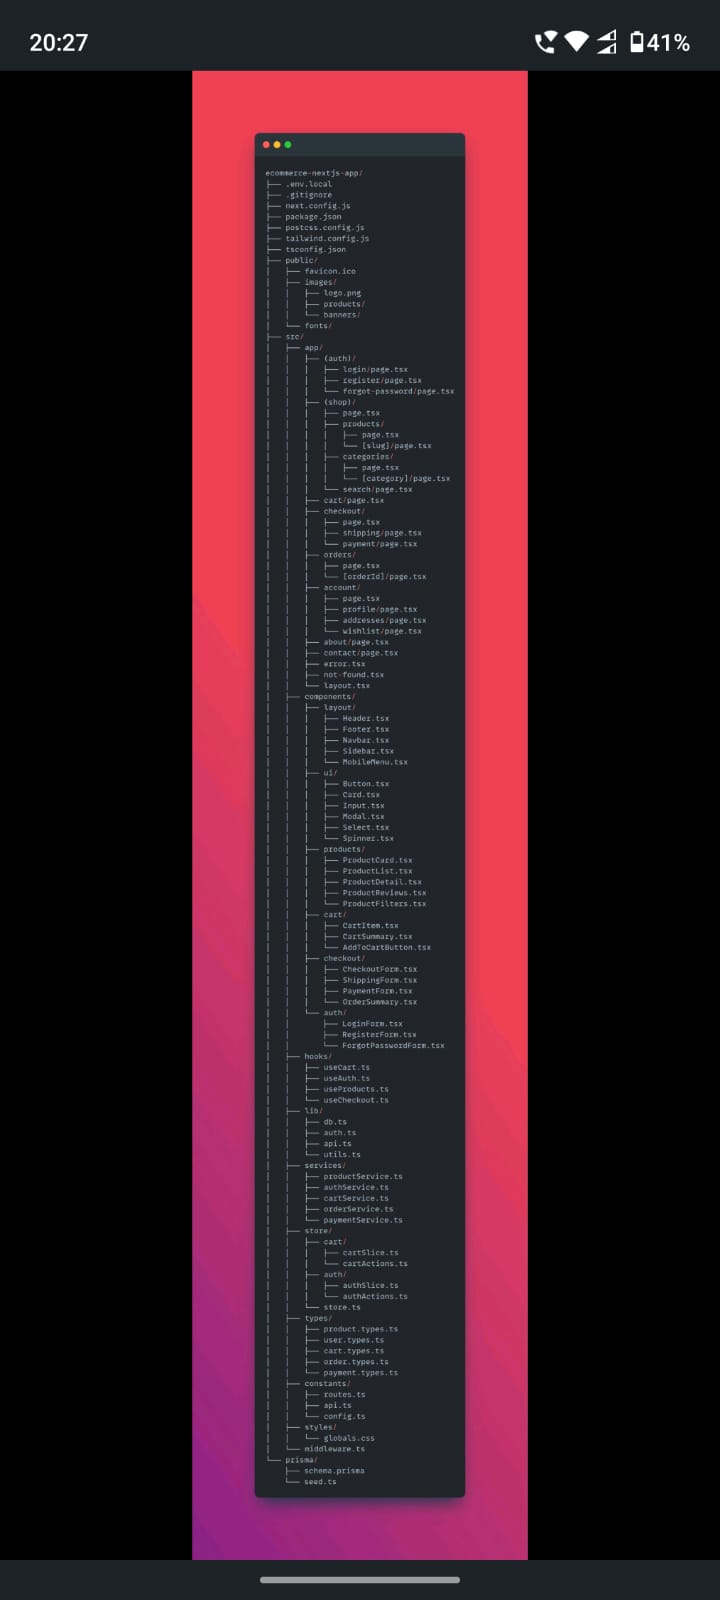 20:27
41%
ecommerce-nextjs-app/
├── .env.local
├── .gitignore
├── next.config.js
├── package.json
├── postcss.config.js
├── tailwind.config.js
├── tsconfig.json
├── public/
│   ├── favicon.ico
│   ├── images/
│   │   ├── logo.png
│   │   ├── products/
│   │   └── banners/
│   └── fonts/
├── src/
│   ├── app/
│   │   ├── (auth)/
│   │   │   ├── login/page.tsx
│   │   │   ├── register/page.tsx
│   │   │   └── forgot-password/page.tsx
│   │   ├── (shop)/
│   │   │   ├── page.tsx
│   │   │   ├── products/
│   │   │   │   ├── page.tsx
│   │   │   │   └── [slug]/page.tsx
│   │   │   ├── categories/
│   │   │   │   ├── page.tsx
│   │   │   │   └── [category]/page.tsx
│   │   │   └── search/page.tsx
│   │   ├── cart/page.tsx
│   │   ├── checkout/
│   │   │   ├── page.tsx
│   │   │   ├── shipping/page.tsx
│   │   │   └── payment/page.tsx
│   │   ├── orders/
│   │   │   ├── page.tsx
│   │   │   └── [orderId]/page.tsx
│   │   ├── account/
│   │   │   ├── page.tsx
│   │   │   ├── profile/page.tsx
│   │   │   ├── addresses/page.tsx
│   │   │   └── wishlist/page.tsx
│   │   ├── about/page.tsx
│   │   ├── contact/page.tsx
│   │   ├── error.tsx
│   │   ├── not-found.tsx
│   │   └── layout.tsx
│   ├── components/
│   │   ├── layout/
│   │   │   ├── Header.tsx
│   │   │   ├── Footer.tsx
│   │   │   ├── Navbar.tsx
│   │   │   ├── Sidebar.tsx
│   │   │   └── MobileMenu.tsx
│   │   ├── ui/
│   │   │   ├── Button.tsx
│   │   │   ├── Card.tsx
│   │   │   ├── Input.tsx
│   │   │   ├── Modal.tsx
│   │   │   ├── Select.tsx
│   │   │   └── Spinner.tsx
│   │   ├── products/
│   │   │   ├── ProductCard.tsx
│   │   │   ├── ProductList.tsx
│   │   │   ├── ProductDetail.tsx
│   │   │   ├── ProductReviews.tsx
│   │   │   └── ProductFilters.tsx
│   │   ├── cart/
│   │   │   ├── CartItem.tsx
│   │   │   ├── CartSummary.tsx
│   │   │   └── AddToCartButton.tsx
│   │   ├── checkout/
│   │   │   ├── CheckoutForm.tsx
│   │   │   ├── ShippingForm.tsx
│   │   │   ├── PaymentForm.tsx
│   │   │   └── OrderSummary.tsx
│   │   └── auth/
│   │       ├── LoginForm.tsx
│   │       ├── RegisterForm.tsx
│   │       └── ForgotPasswordForm.tsx
│   ├── hooks/
│   │   ├── useCart.ts
│   │   ├── useAuth.ts
│   │   ├── useProducts.ts
│   │   └── useCheckout.ts
│   ├── lib/
│   │   ├── db.ts
│   │   ├── auth.ts
│   │   ├── api.ts
│   │   └── utils.ts
│   ├── services/
│   │   ├── productService.ts
│   │   ├── authService.ts
│   │   ├── cartService.ts
│   │   ├── orderService.ts
│   │   └── paymentService.ts
│   ├── store/
│   │   ├── cart/
│   │   │   ├── cartSlice.ts
│   │   │   └── cartActions.ts
│   │   ├── auth/
│   │   │   ├── authSlice.ts
│   │   │   └── authActions.ts
│   │   └── store.ts
│   ├── types/
│   │   ├── product.types.ts
│   │   ├── user.types.ts
│   │   ├── cart.types.ts
│   │   ├── order.types.ts
│   │   └── payment.types.ts
│   ├── constants/
│   │   ├── routes.ts
│   │   ├── api.ts
│   │   └── config.ts
│   ├── styles/
│   │   └── globals.css
│   └── middleware.ts
└── prisma/
    ├── schema.prisma
    └── seed.ts